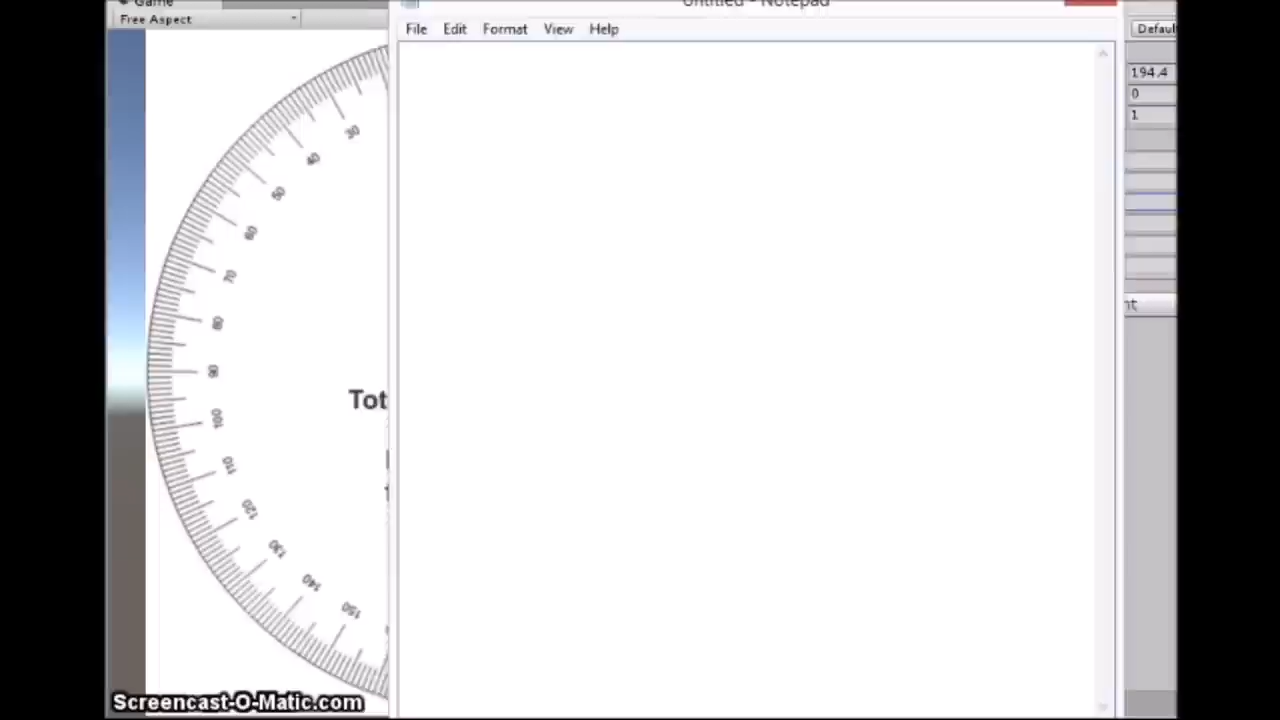 Game
Untitled - Notepad
Free Aspect
File Edit Format View Help
Defaul
194.4
0
1
30
40
50
60
70
80
90
100
110
120
130
140
150
Tot
nt
Screencast-O-Matic.com